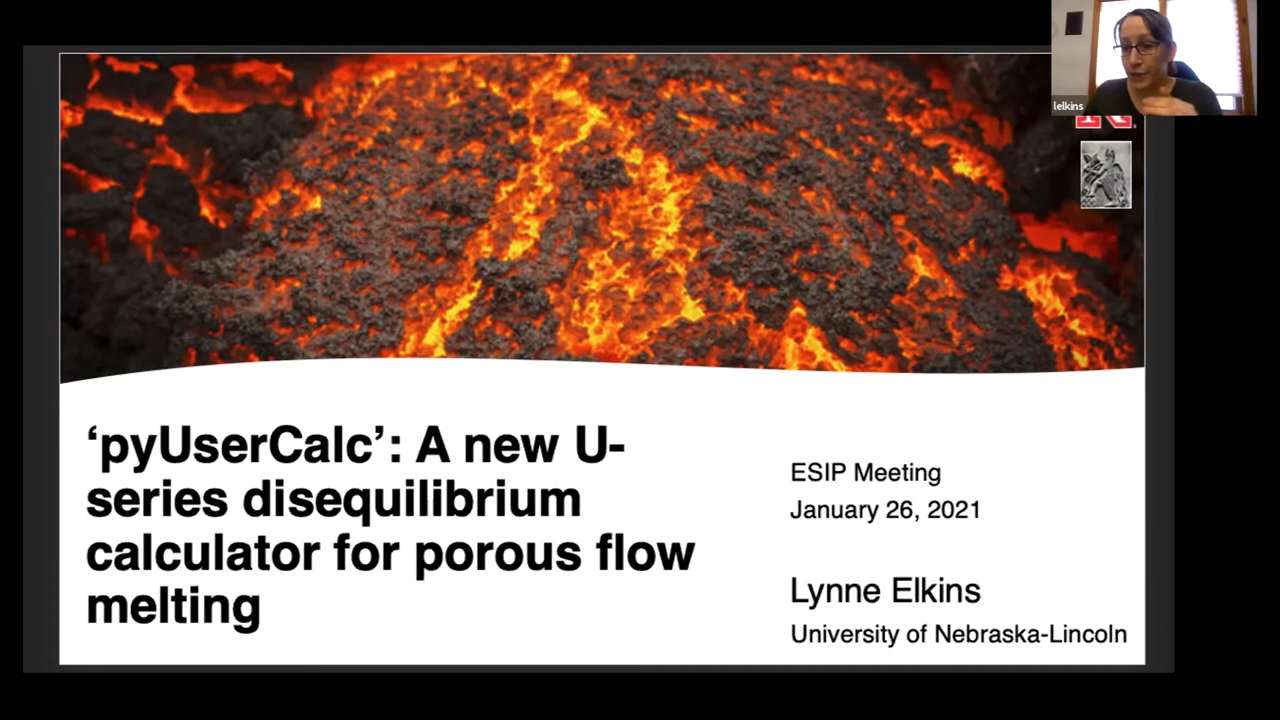 lelkins
‘pyUserCalc’: A new U-
series disequilibrium
calculator for porous flow
melting
ESIP Meeting
January 26, 2021
Lynne Elkins
University of Nebraska-Lincoln